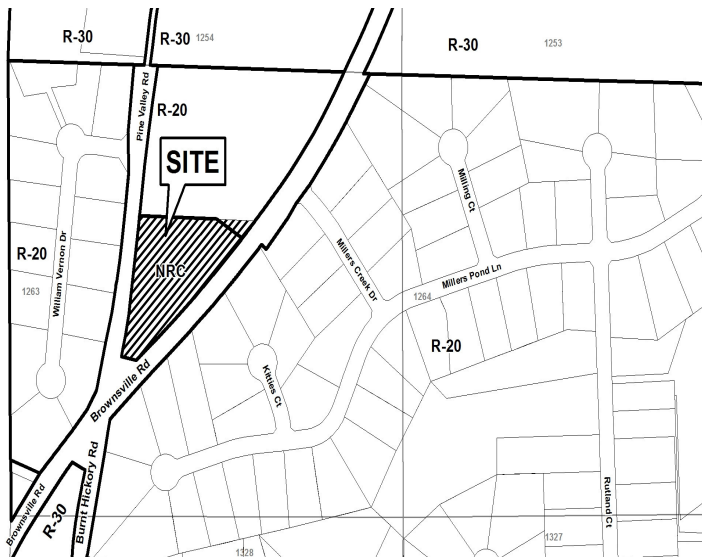 R-30
R-30
1254
R-30
1253
Pine Valley Rd
R-20
SITE
Milling Ct
R-20
NRC
Millers Creek Dr
Millers Pond Ln
1263
William Vernon Dr
1264
R-20
Brownsville Rd
Kitties Ct
Brownsville Rd
R-30
Burnt Hickory Rd
Rutland Ct
1328
1327